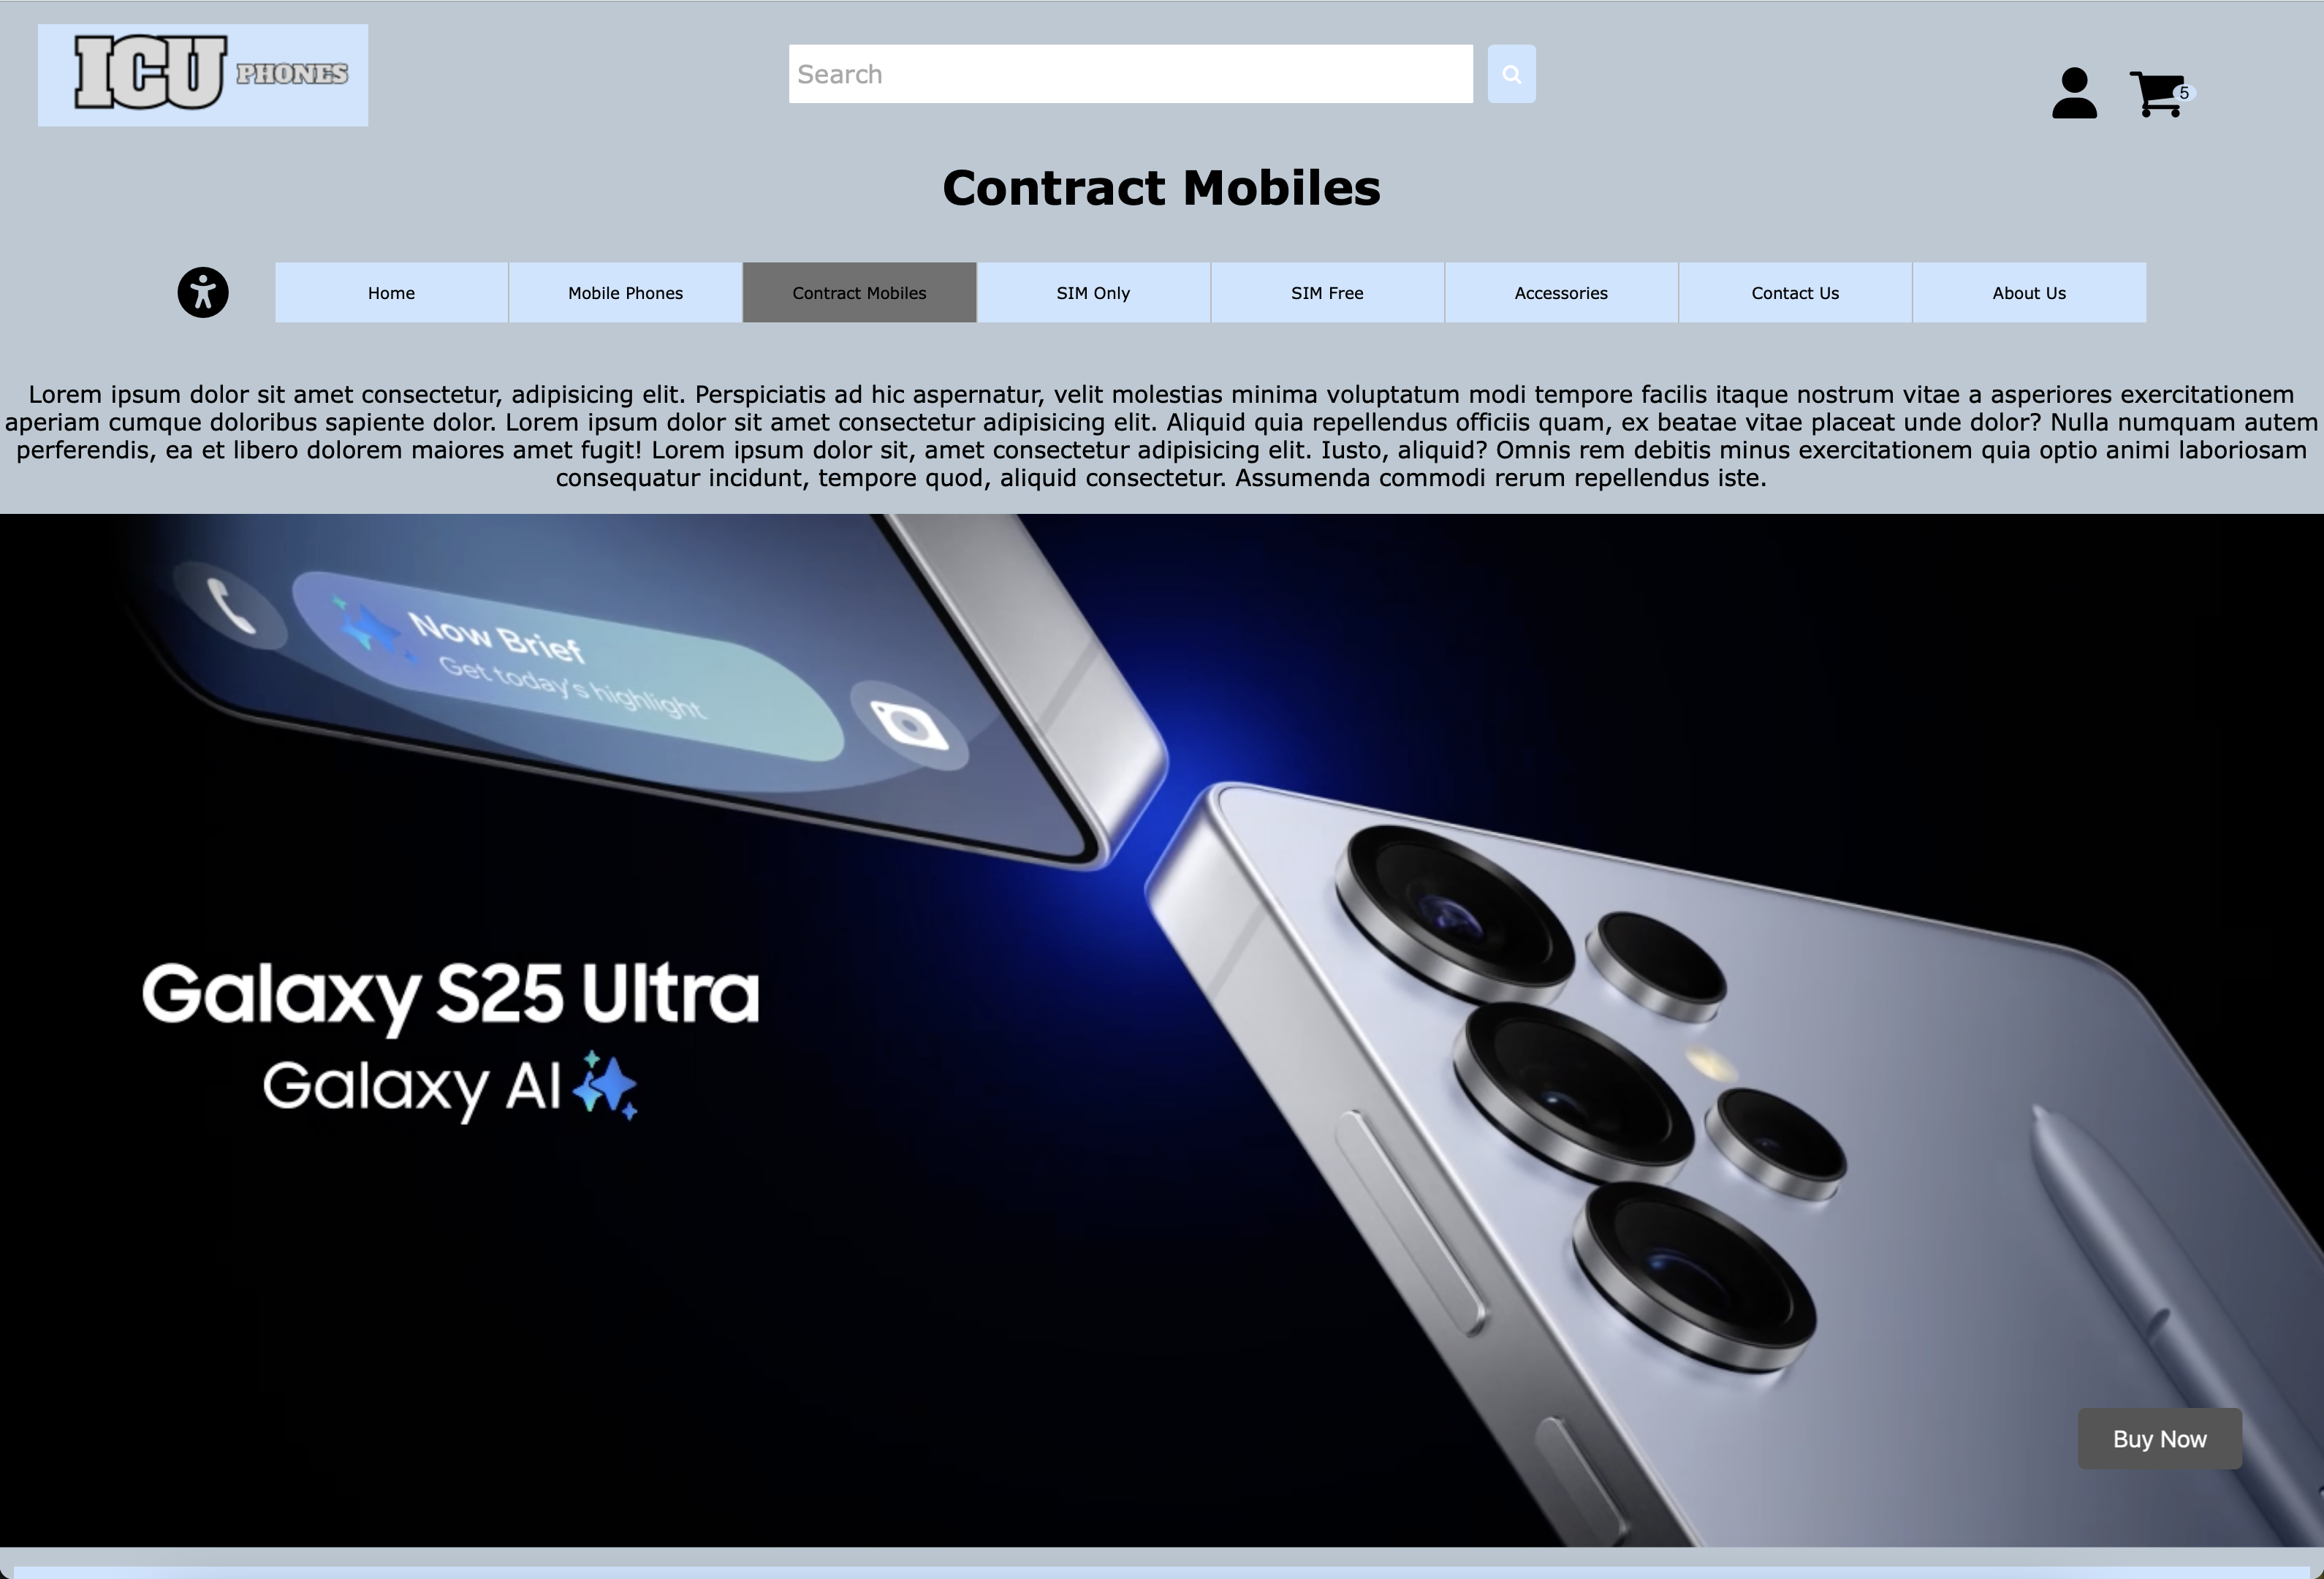 ICU PHONES
Search
5
Contract Mobiles
Home
Mobile Phones
Contract Mobiles
SIM Only
SIM Free
Accessories
Contact Us
About Us
Lorem ipsum dolor sit amet consectetur, adipisicing elit. Perspiciatis ad hic aspernatur, velit molestias minima voluptatum modi tempore facilis itaque nostrum vitae a asperiores exercitationem
aperiam cumque doloribus sapiente dolor. Lorem ipsum dolor sit amet consectetur adipisicing elit. Aliquid quia repellendus officiis quam, ex beatae vitae placeat unde dolor? Nulla numquam autem
perferendis, ea et libero dolorem maiores amet fugit! Lorem ipsum dolor sit, amet consectetur adipisicing elit. Iusto, aliquid? Omnis rem debitis minus exercitationem quia optio animi laboriosam
consequatur incidunt, tempore quod, aliquid consectetur. Assumenda commodi rerum repellendus iste.
Now Brief
Get today's highlight
Galaxy S25 Ultra
Galaxy AI
Buy Now